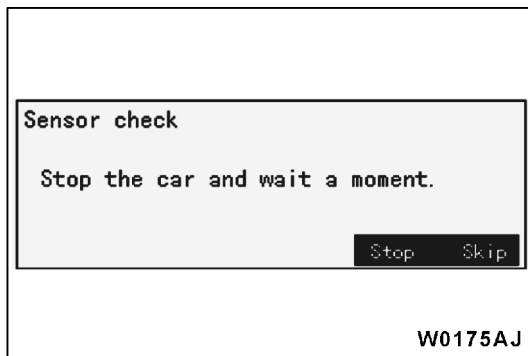 Sensor check
Stop the car and wait a moment.
Stop Skip
W0175AJ